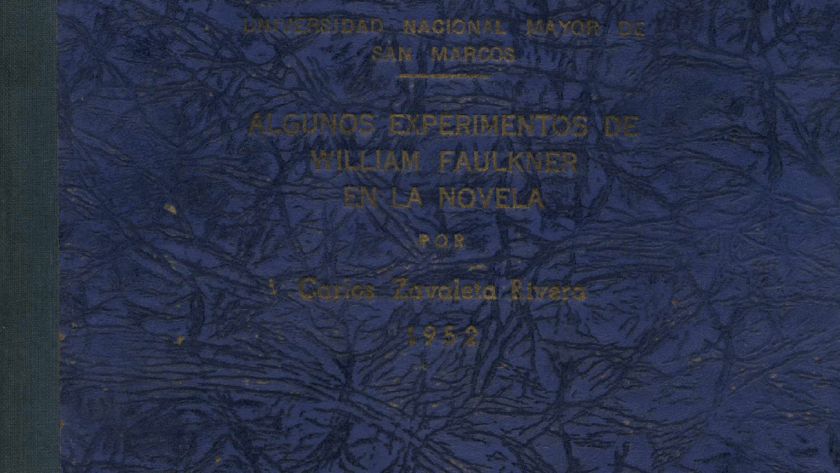 UNIVERSIDAD NACIONAL MAYOR DE
SAN MARCOS
ALGUNOS EXPERIMENTOS DE
WILLIAM FAULKNER
EN LA NOVELA
POR
Carlos Zavaleta Rivera
1952